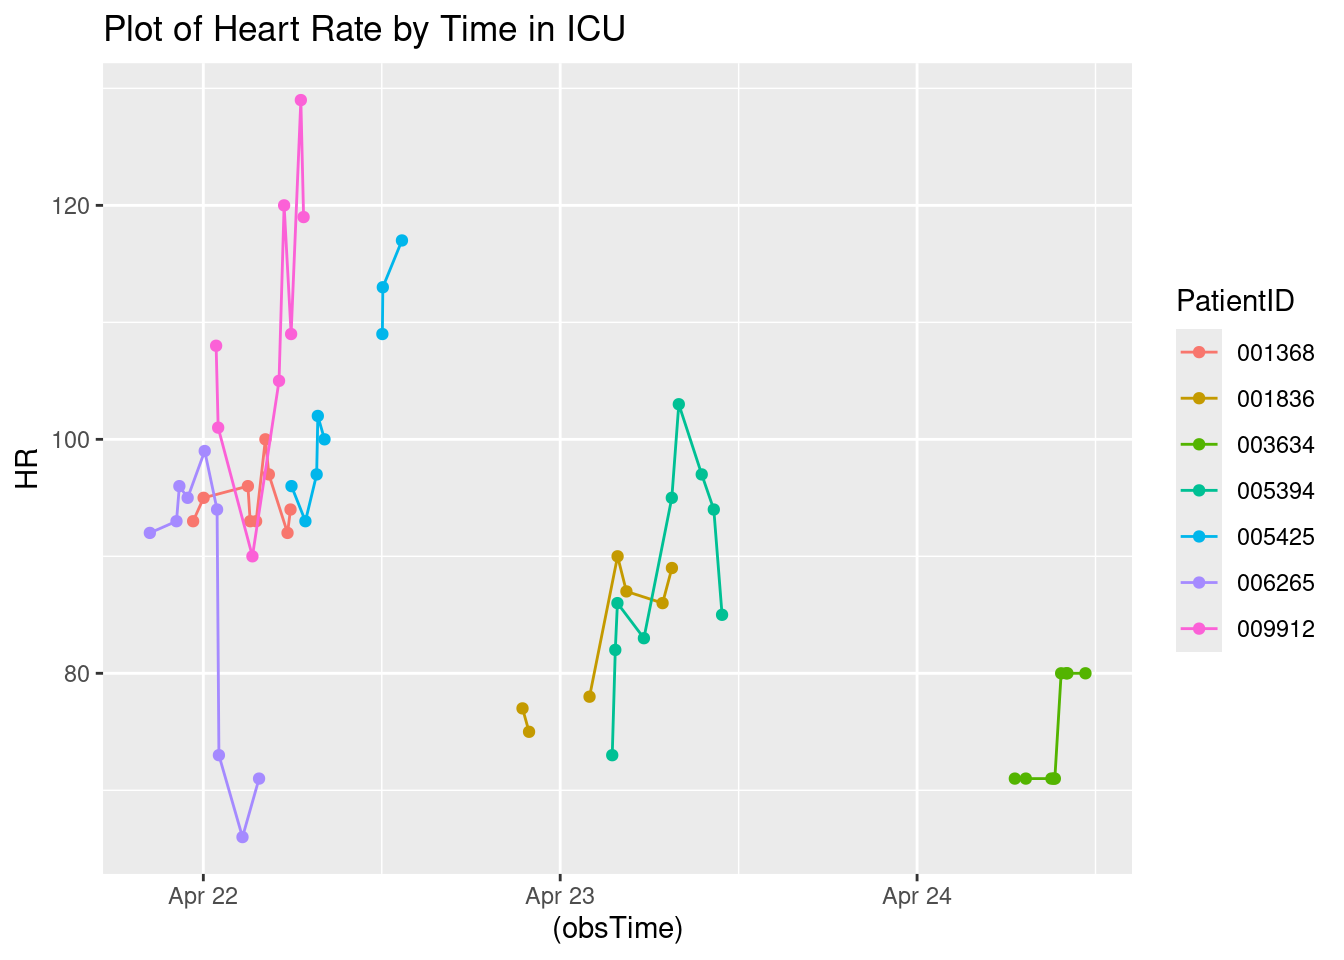 Plot of Heart Rate by Time in ICU
120
100
80
HR
Apr 22
Apr 23
Apr 24
(obsTime)
PatientID
001368
001836
003634
005394
005425
006265
009912